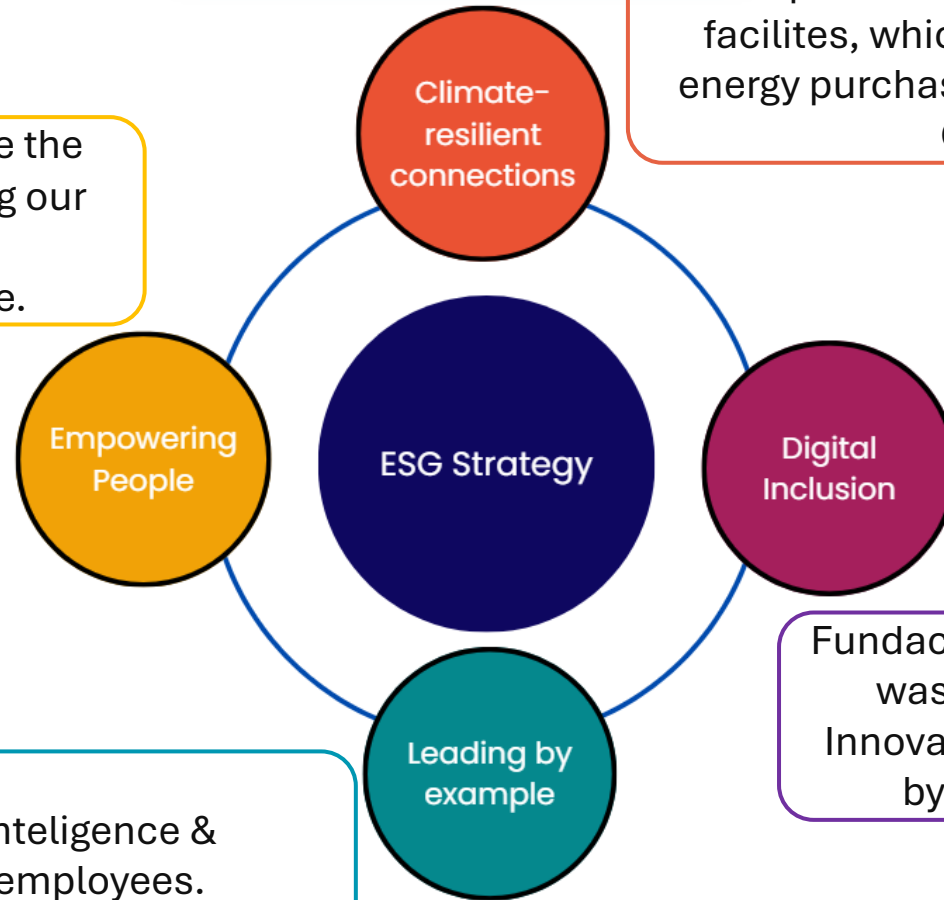 facilites, whic
energy purchas
Climate-
resilient
connections
e the
g our
e.
Empowering
People
ESG Strategy
Digital
Inclusion
Leading by
example
Fundac
was
Innova
by
nteligence &
employees.